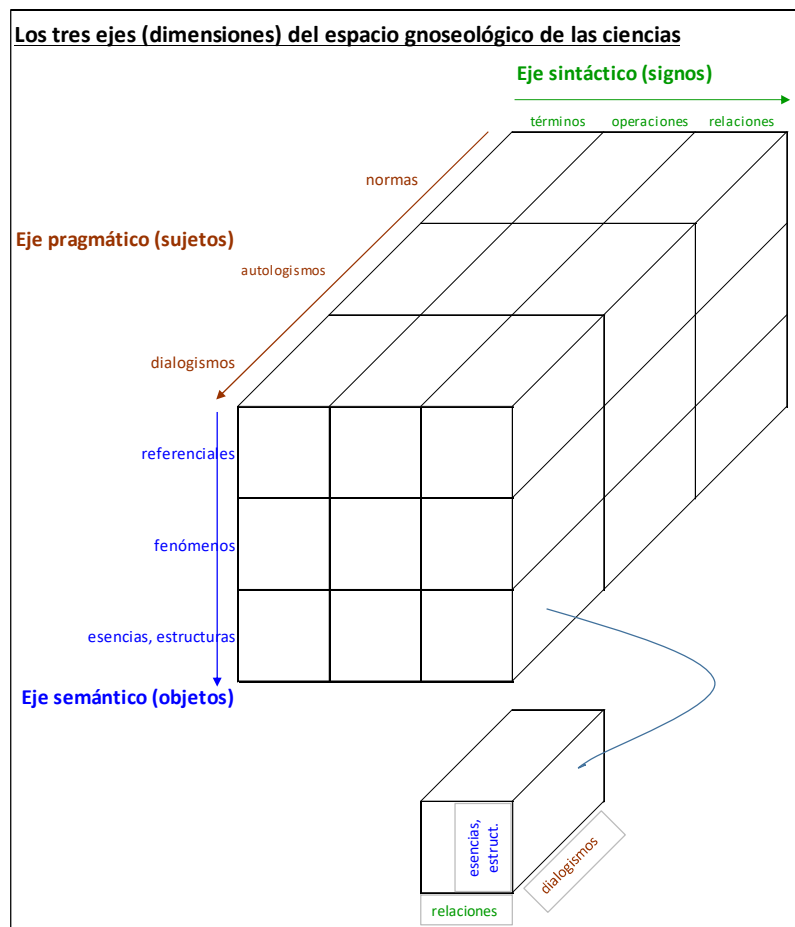 Los tres ejes (dimensiones) del espacio gnoseológico de las ciencias
Eje sintáctico (signos)
términos operaciones relaciones
normas
Eje pragmático (sujetos)
autologismos
dialogismos
referenciales
fenómenos
esencias, estructuras
Eje semántico (objetos)
esencias,
estruct.
dialogismos
relaciones